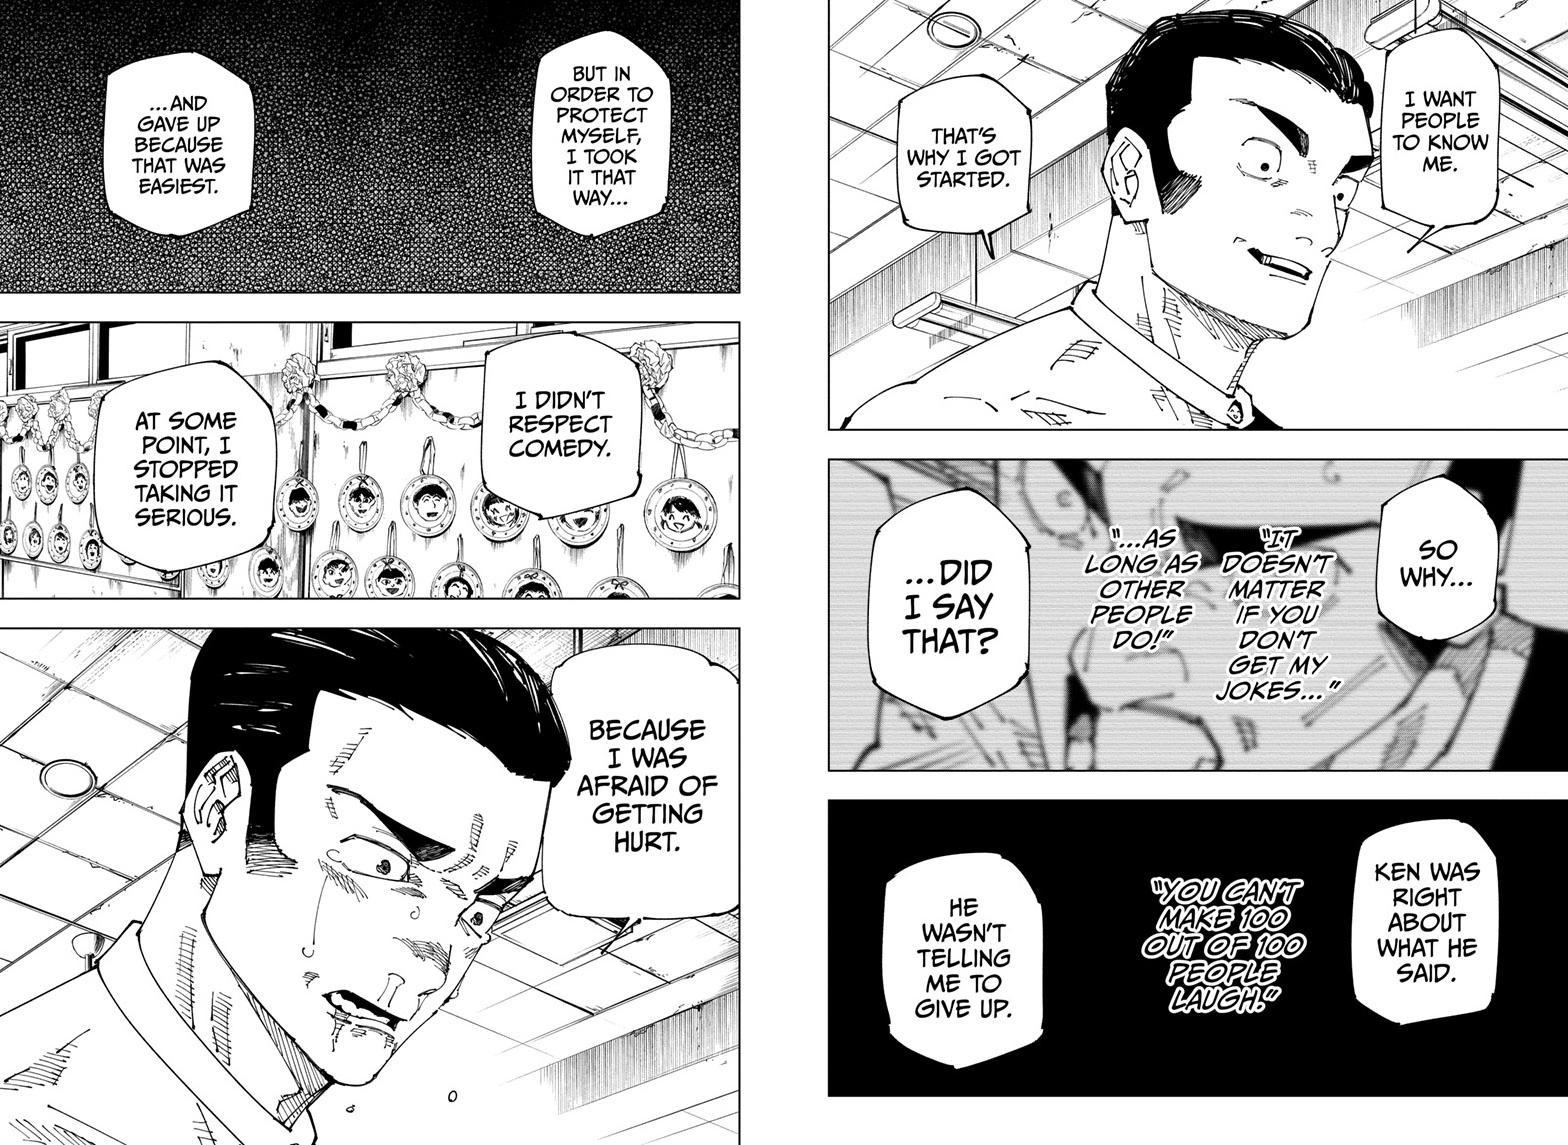 I WANT
PEOPLE
TO KNOW
ME.
THAT'S
WHY I GOT
STARTED.
SO
WHY...
"IT
DOESN'T
MATTER
IF YOU
DON'T
GET MY
JOKES..."
"...AS
LONG AS
OTHER
PEOPLE
DO!"
...DID
I SAY
THAT?
KEN WAS
RIGHT
ABOUT
WHAT HE
SAID.
"YOU CAN'T
MAKE 100
OUT OF 100
PEOPLE
LAUGH."
HE
WASN'T
TELLING
ME TO
GIVE UP.
BUT IN
ORDER TO
PROTECT
MYSELF,
I TOOK
IT THAT
WAY...
...AND
GAVE UP
BECAUSE
THAT WAS
EASIEST.
I DIDN'T
RESPECT
COMEDY.
AT SOME
POINT, I
STOPPED
TAKING IT
SERIOUS.
BECAUSE
I WAS
AFRAID OF
GETTING
HURT.